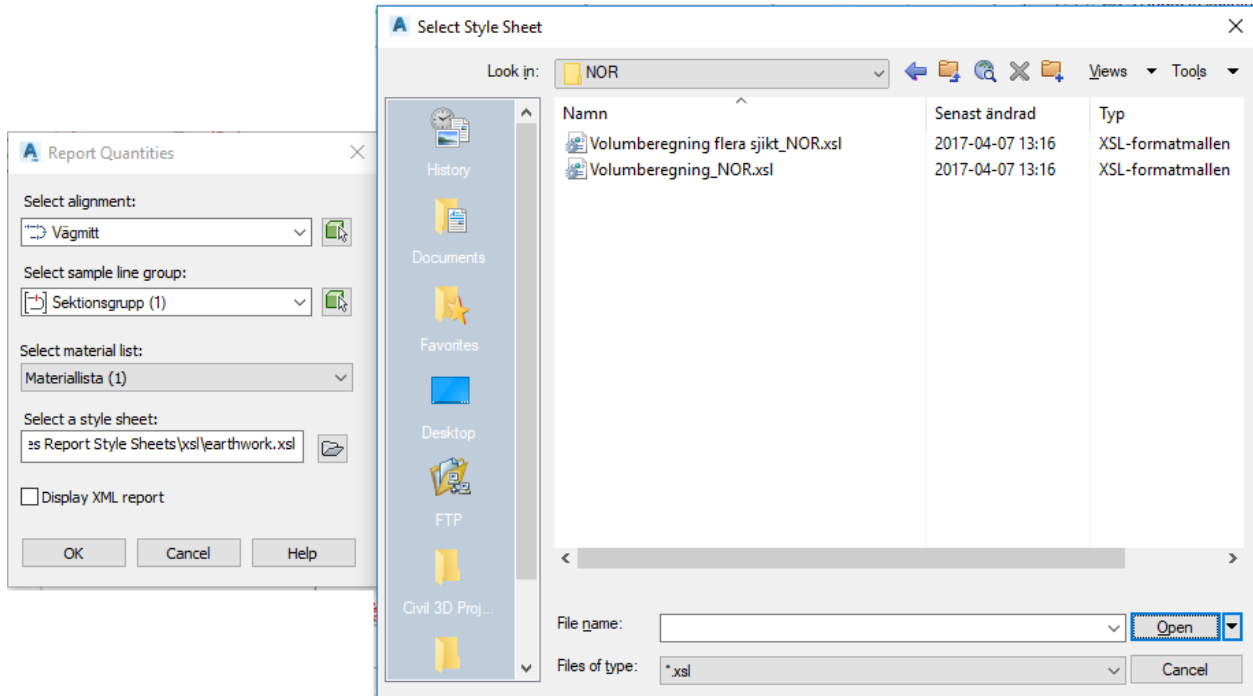 Report Quantities
Select alignment:
Vägmitt
Select sample line group:
Sektionsgrupp (1)
Select material list:
Materiallista (1)
Select a style sheet:
es Report Style Sheets\xsl\earthwork.xsl
Display XML report
OK Cancel Help
Select Style Sheet
Look in: NOR Views Tools
History
Documents
Favorites
Desktop
FTP
Civil 3D Proj...
Namn Senast ändrad Typ
Volumberegning flera sjikt_NOR.xsl 2017-04-07 13:16 XSL-formatmallen
Volumberegning_NOR.xsl 2017-04-07 13:16 XSL-formatmallen
File name: Open
Files of type: *.xsl Cancel